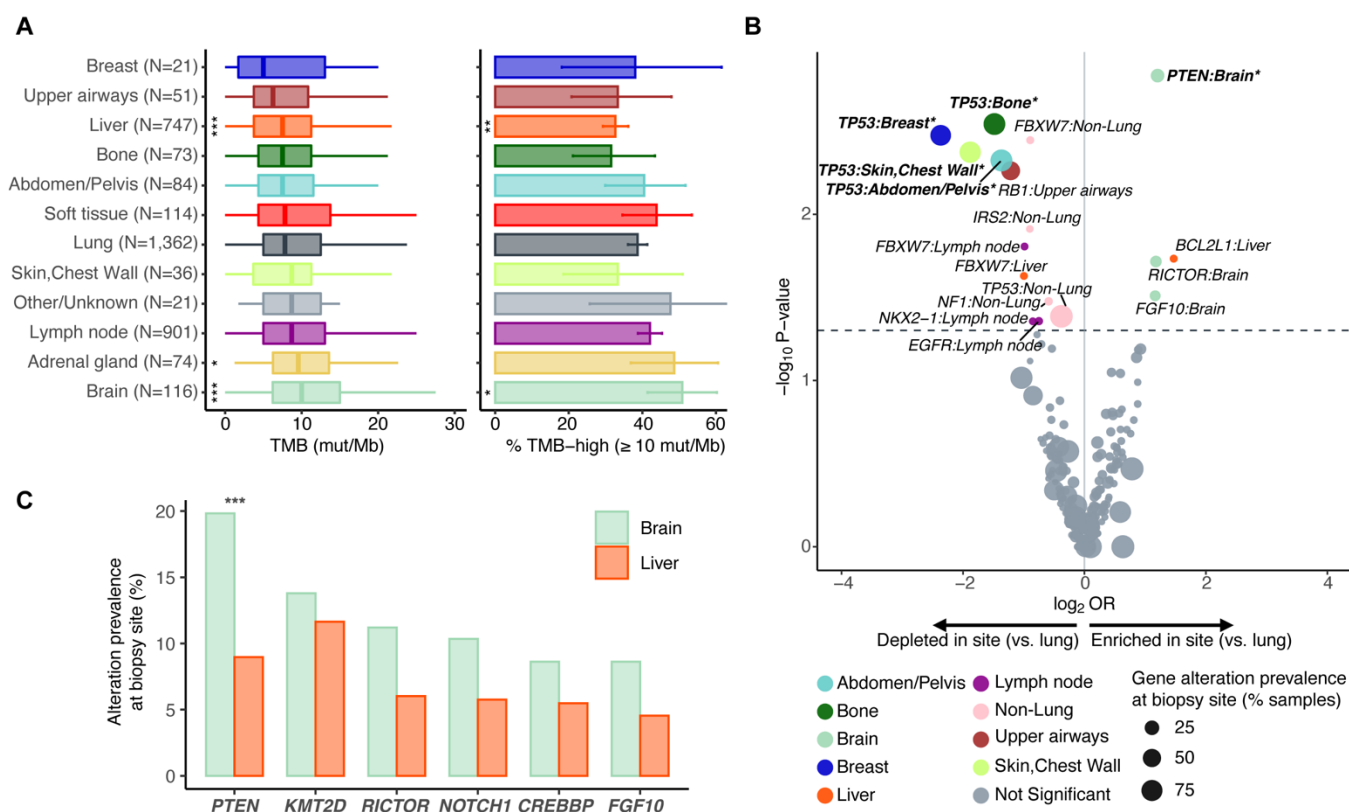 A
Breast (N=21)
Upper airways (N=51)
Liver (N=747)
Bone (N=73)
Abdomen/Pelvis (N=84)
Soft tissue (N=114)
Lung (N=1,362)
Skin,Chest Wall (N=36)
Other/Unknown (N=21)
Lymph node (N=901)
Adrenal gland (N=74)
Brain (N=116)
***
*
***
0 10 20 30
TMB (mut/Mb)
**
*
0 20 40 60
% TMB−high (≥ 10 mut/Mb)
B
PTEN:Brain*
TP53:Bone*
TP53:Breast*
FBXW7:Non-Lung
TP53:Skin,Chest Wall*
TP53:Abdomen/Pelvis*
RB1:Upper airways
IRS2:Non-Lung
FBXW7:Lymph node
BCL2L1:Liver
FBXW7:Liver
RICTOR:Brain
TP53:Non-Lung
NF1:Non-Lung
FGF10:Brain
NKX2−1:Lymph node
EGFR:Lymph node
−log10 P−value
2
1
0
−4 −2 0 2 4
log2 OR
Depleted in site (vs. lung)
Enriched in site (vs. lung)
Abdomen/Pelvis
Bone
Brain
Breast
Liver
Lymph node
Non-Lung
Upper airways
Skin,Chest Wall
Not Significant
Gene alteration prevalence
at biopsy site (% samples)
25
50
75
C
Alteration prevalence
at biopsy site (%)
20
15
10
5
0
***
Brain
Liver
PTEN KMT2D RICTOR NOTCH1 CREBBP FGF10